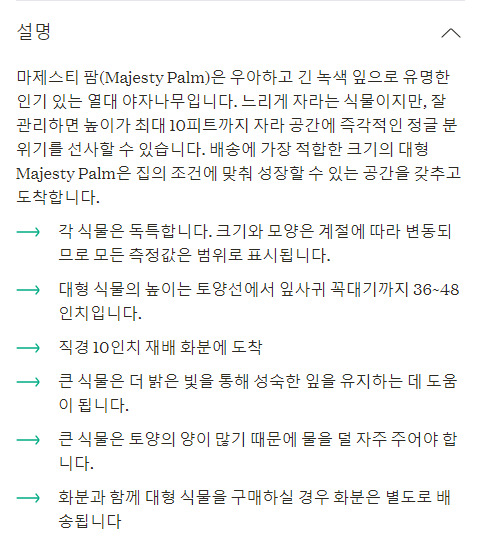 설명
마제스티 팜(Majesty Palm)은 우아하고 긴 녹색 잎으로 유명한
인기 있는 열대 야자나무입니다. 느리게 자라는 식물이지만, 잘
관리하면 높이가 최대 10피트까지 자라 공간에 즉각적인 정글 분
위기를 선사할 수 있습니다. 배송에 가장 적합한 크기의 대형
Majesty Palm은 집의 조건에 맞춰 성장할 수 있는 공간을 갖추고
도착합니다.
각 식물은 독특합니다. 크기와 모양은 계절에 따라 변동되
므로 모든 측정값은 범위로 표시됩니다.
대형 식물의 높이는 토양선에서 잎사귀 꼭대기까지 36~48
인치입니다.
직경 10인치 재배 화분에 도착
큰 식물은 더 밝은 빛을 통해 성숙한 잎을 유지하는 데 도움
이 됩니다.
큰 식물은 토양의 양이 많기 때문에 물을 덜 자주 주어야 합
니다.
화분과 함께 대형 식물을 구매하실 경우 화분은 별도로 배
송됩니다